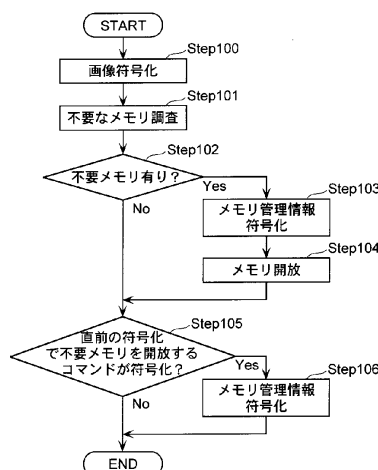 START
Step100
画像符号化
Step101
不要なメモリ調査
Step102
不要メモリ有り？
Yes
No
Step103
メモリ管理情報
符号化
Step104
メモリ開放
Step105
直前の符号化
で不要メモリを開放する
コマンドが符号化？
Yes
No
Step106
メモリ管理情報
符号化
END